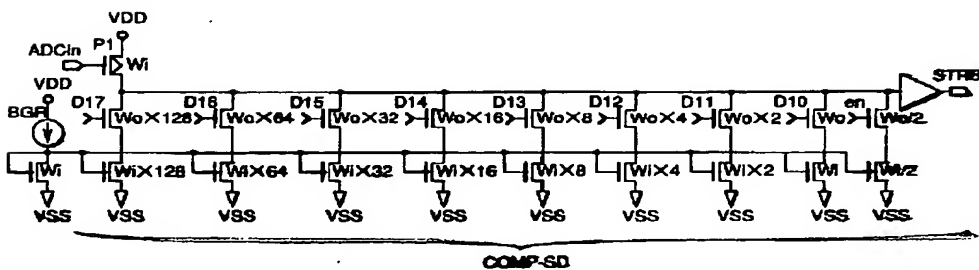 VDD
P1
ADCin
Wi
VDD
STRB
BGR
D17
D16
D15
D14
D13
D12
D11
D10
en
Wo×128
Wo×64
Wo×32
Wo×16
Wo×8
Wo×4
Wo×2
Wo
Wo/2
Wi
Wi×128
Wi×64
Wi×32
Wi×16
Wi×8
Wi×4
Wi×2
Wi
Wi/2
VSS
VSS
VSS
VSS
VSS
VSS
VSS
VSS
VSS
VSS
COMP-SD